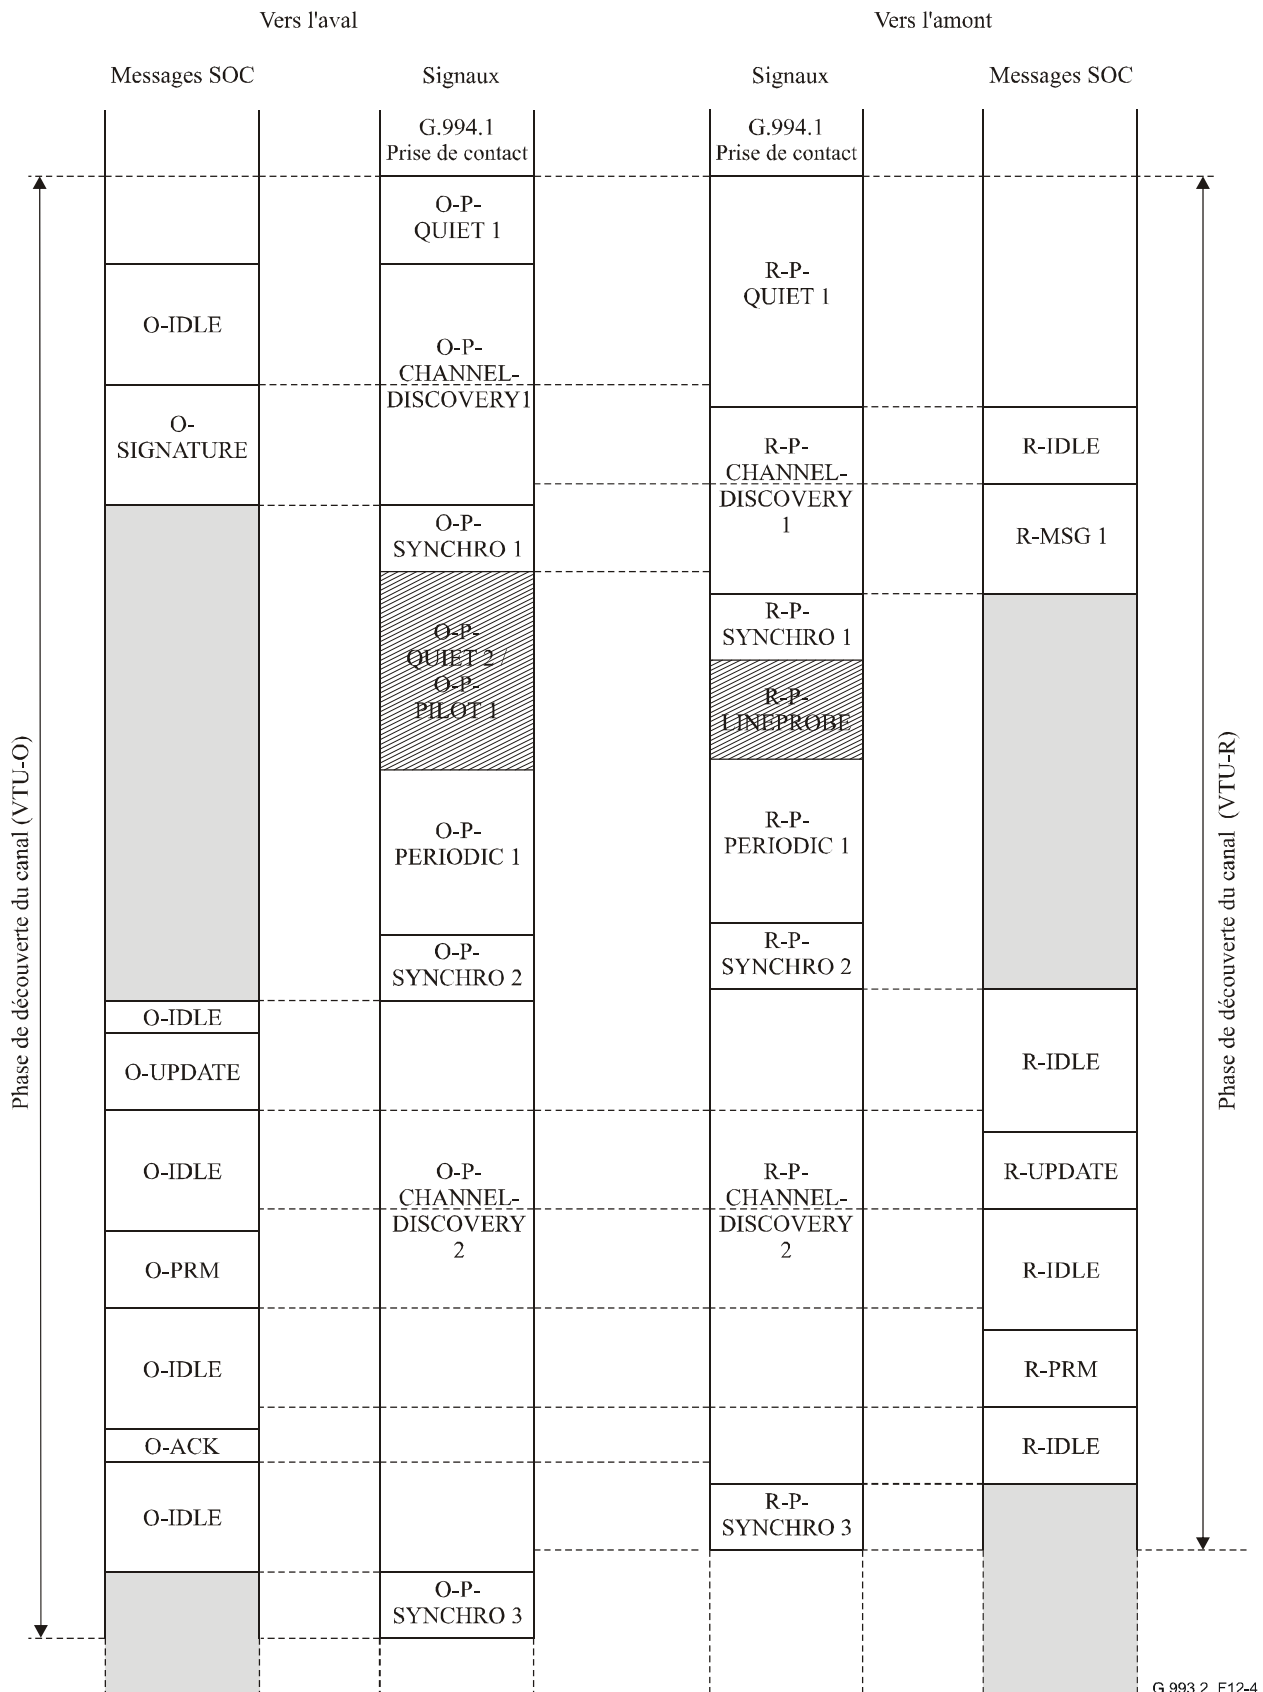 Vers l'aval
Vers l'amont
Messages SOC
Signaux
Signaux
Messages SOC
G.994.1
Prise de contact
G.994.1
Prise de contact
Phase de découverte du canal (VTU-O)
O-IDLE
O-
SIGNATURE
O-IDLE
O-UPDATE
O-IDLE
O-PRM
O-IDLE
O-ACK
O-IDLE
O-P-
QUIET 1
O-P-
CHANNEL-
DISCOVERY1
O-P-
SYNCHRO 1
O-P-
QUIET 2 /
O-P-
PILOT 1
O-P-
PERIODIC 1
O-P-
SYNCHRO 2
O-P-
CHANNEL-
DISCOVERY
2
O-P-
SYNCHRO 3
R-P-
QUIET 1
R-P-
CHANNEL-
DISCOVERY
1
R-P-
SYNCHRO 1
R-P-
LINEPROBE
R-P-
PERIODIC 1
R-P-
SYNCHRO 2
R-P-
CHANNEL-
DISCOVERY
2
R-P-
SYNCHRO 3
R-IDLE
R-MSG 1
R-IDLE
R-UPDATE
R-IDLE
R-PRM
R-IDLE
Phase de découverte du canal (VTU-R)
G.993.2_F12-4